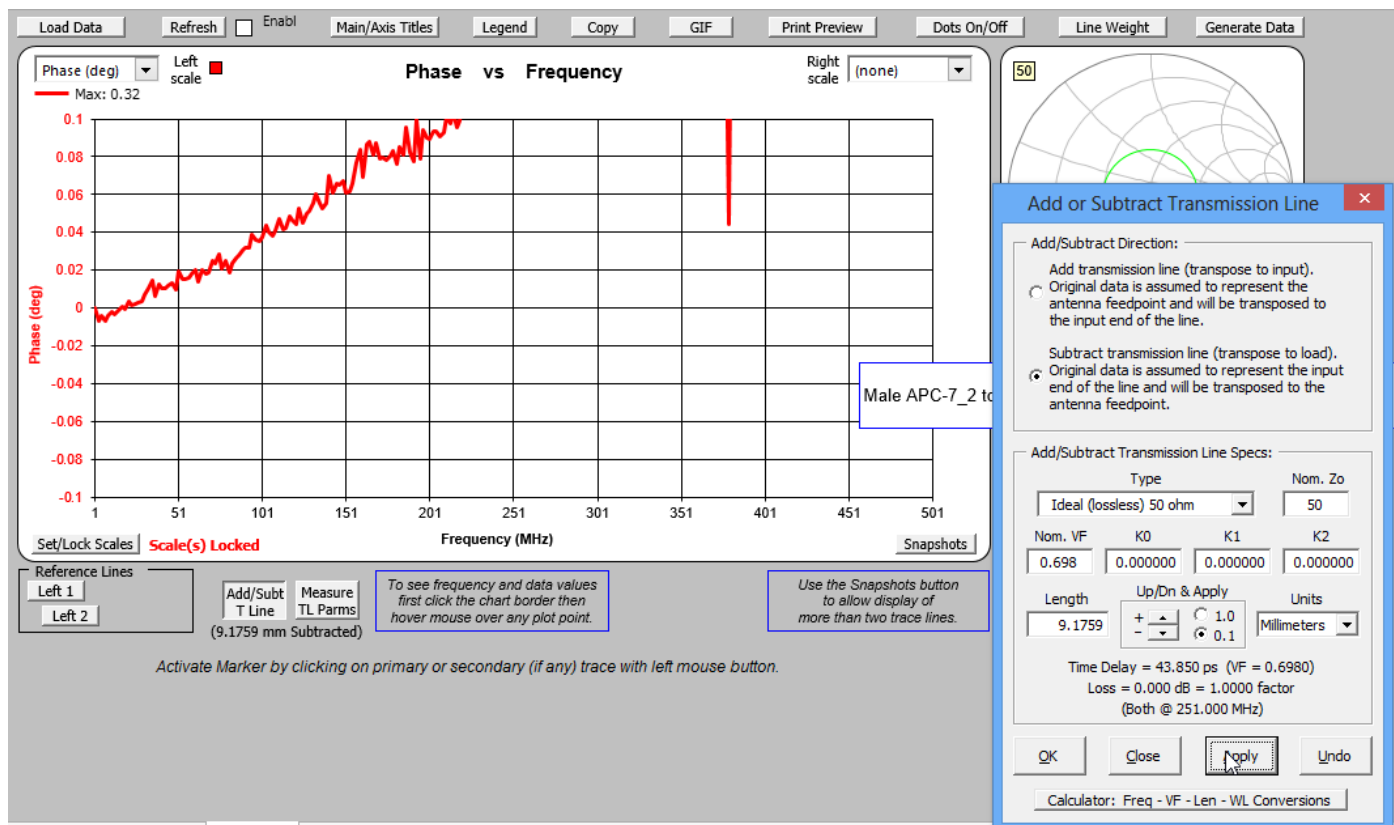 Load Data
Refresh
Enabl
Main/Axis Titles
Legend
Copy
GIF
Print Preview
Dots On/Off
Line Weight
Generate Data
Phase (deg)
Left
scale
Phase vs Frequency
Right
scale
(none)
50
Max: 0.32
0.1
0.08
0.06
0.04
0.02
0
-0.02
-0.04
-0.06
-0.08
-0.1
Phase (deg)
1
51
101
151
201
251
301
351
401
451
501
Male APC-7_2 to
Set/Lock Scales
Scale(s) Locked
Frequency (MHz)
Snapshots
Reference Lines
Left 1
Left 2
Add/Subt
T Line
Measure
TL Parms
(9.1759 mm Subtracted)
To see frequency and data values
first click the chart border then
hover mouse over any plot point.
Use the Snapshots button
to allow display of
more than two trace lines.
Activate Marker by clicking on primary or secondary (if any) trace with left mouse button.
Add or Subtract Transmission Line
Add/Subtract Direction:
Add transmission line (transpose to input).
Original data is assumed to represent the
antenna feedpoint and will be transposed to
the input end of the line.
Subtract transmission line (transpose to load).
Original data is assumed to represent the input
end of the line and will be transposed to the
antenna feedpoint.
Add/Subtract Transmission Line Specs:
Type
Nom. Zo
Ideal (lossless) 50 ohm
50
Nom. VF
K0
K1
K2
0.698
0.000000
0.000000
0.000000
Length
Up/Dn & Apply
Units
9.1759
+
-
1.0
0.1
Millimeters
Time Delay = 43.850 ps (VF = 0.6980)
Loss = 0.000 dB = 1.0000 factor
(Both @ 251.000 MHz)
OK
Close
Apply
Undo
Calculator: Freq - VF - Len - WL Conversions